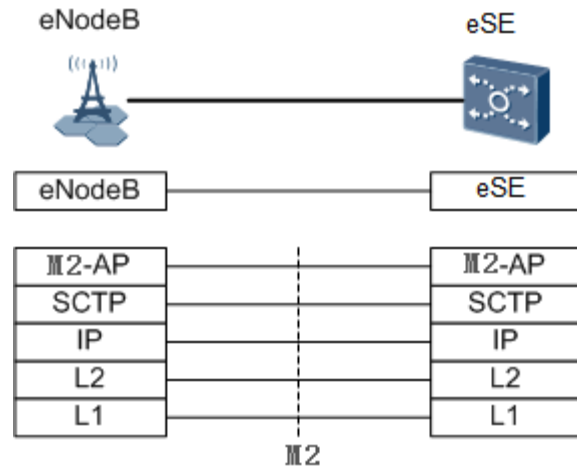 eNodeB eSE
eNodeB eSE
M2-AP M2-AP
SCTP SCTP
IP IP
L2 L2
L1 L1
M2